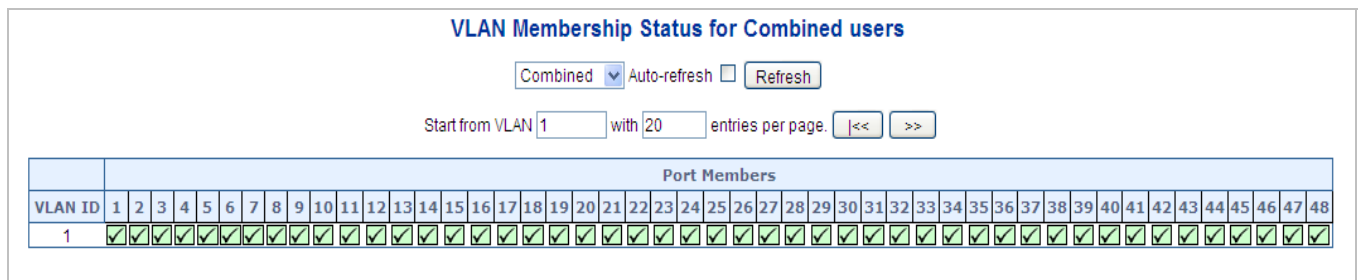 VLAN Membership Status for Combined users
Combined Auto-refresh Refresh
Start from VLAN 1 with 20 entries per page. |<< >>
Port Members
VLAN ID 1 2 3 4 5 6 7 8 9 10 11 12 13 14 15 16 17 18 19 20 21 22 23 24 25 26 27 28 29 30 31 32 33 34 35 36 37 38 39 40 41 42 43 44 45 46 47 48
1